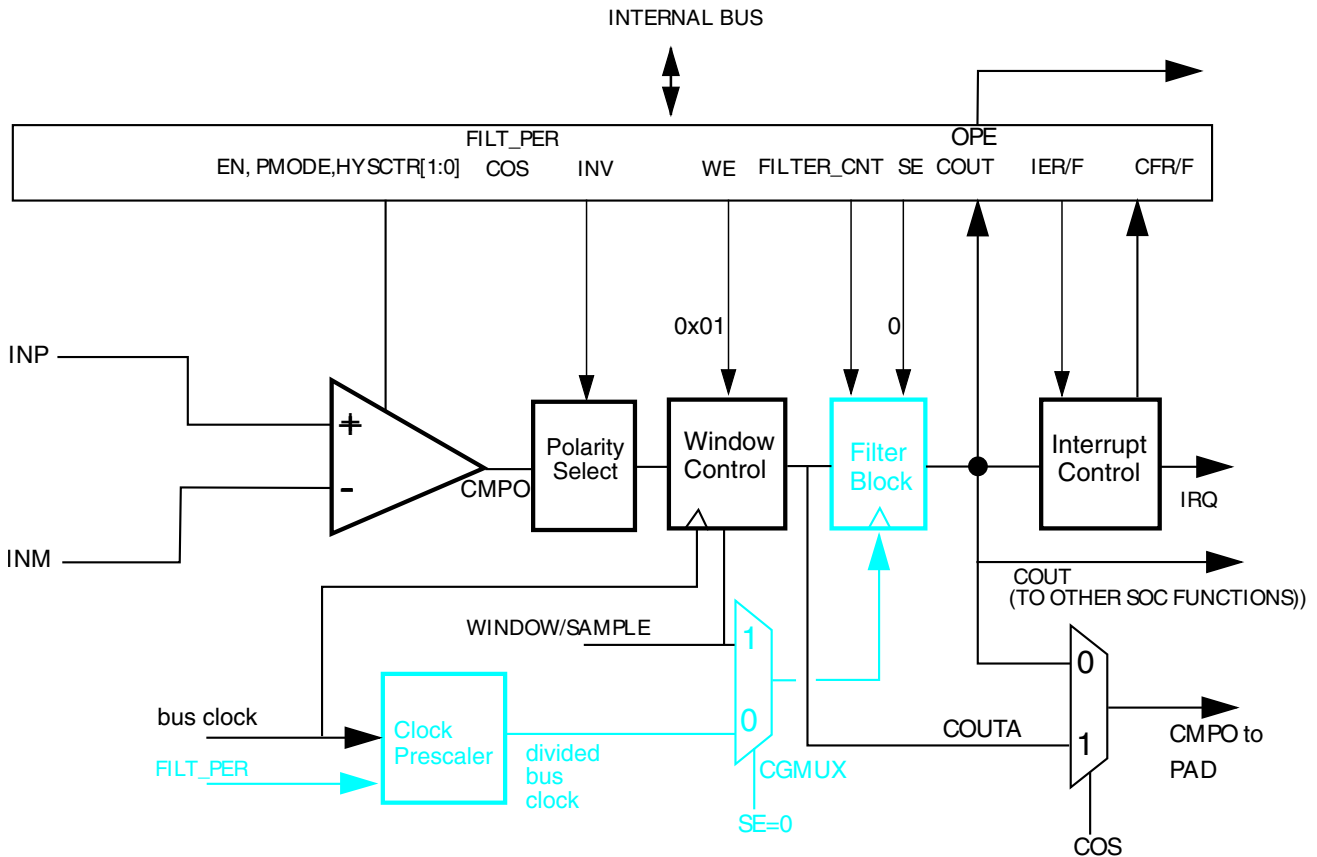 INTERNAL BUS
FILT_PER
OPE
EN, PMODE,HYSCTR[1:0]
COS
INV
WE
FILTER_CNT
SE
COUT
IER/F
CFR/F
0x01
0
INP
+
-
INM
CMPO
Polarity
Select
Window
Control
Filter
Block
Interrupt
Control
IRQ
COUT
(TO OTHER SOC FUNCTIONS))
WINDOW/SAMPLE
1
0
bus clock
FILT_PER
Clock
Prescaler
divided
bus
clock
CGMUX
SE=0
COUTA
0
1
CMPO to
PAD
COS